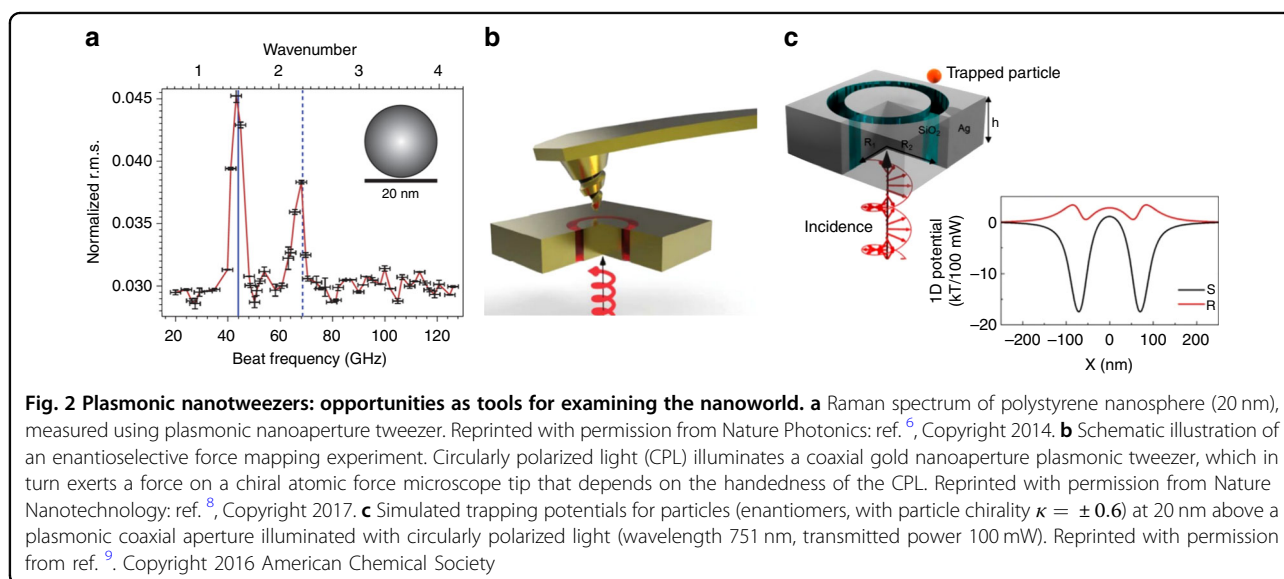 a
Wavenumber
1 2 3 4
0.045
0.040
0.035
0.030
Normalized r.m.s.
20 nm
20 40 60 80 100 120
Beat frequency (GHz)
b
c
Trapped particle
SiO2
Ag
h
R1
R2
Incidence
1D potential
(kT/100 mW)
0
–10
–20
S
R
–200 –100 0 100 200
X (nm)
Fig. 2 Plasmonic nanotweezers: opportunities as tools for examining the nanoworld. a Raman spectrum of polystyrene nanosphere (20 nm),
measured using plasmonic nanoaperture tweezer. Reprinted with permission from Nature Photonics: ref. 6, Copyright 2014. b Schematic illustration of
an enantioselective force mapping experiment. Circularly polarized light (CPL) illuminates a coaxial gold nanoaperture plasmonic tweezer, which in
turn exerts a force on a chiral atomic force microscope tip that depends on the handedness of the CPL. Reprinted with permission from Nature
Nanotechnology: ref. 8, Copyright 2017. c Simulated trapping potentials for particles (enantiomers, with particle chirality κ = ±0.6) at 20 nm above a
plasmonic coaxial aperture illuminated with circularly polarized light (wavelength 751 nm, transmitted power 100 mW). Reprinted with permission
from ref. 9. Copyright 2016 American Chemical Society